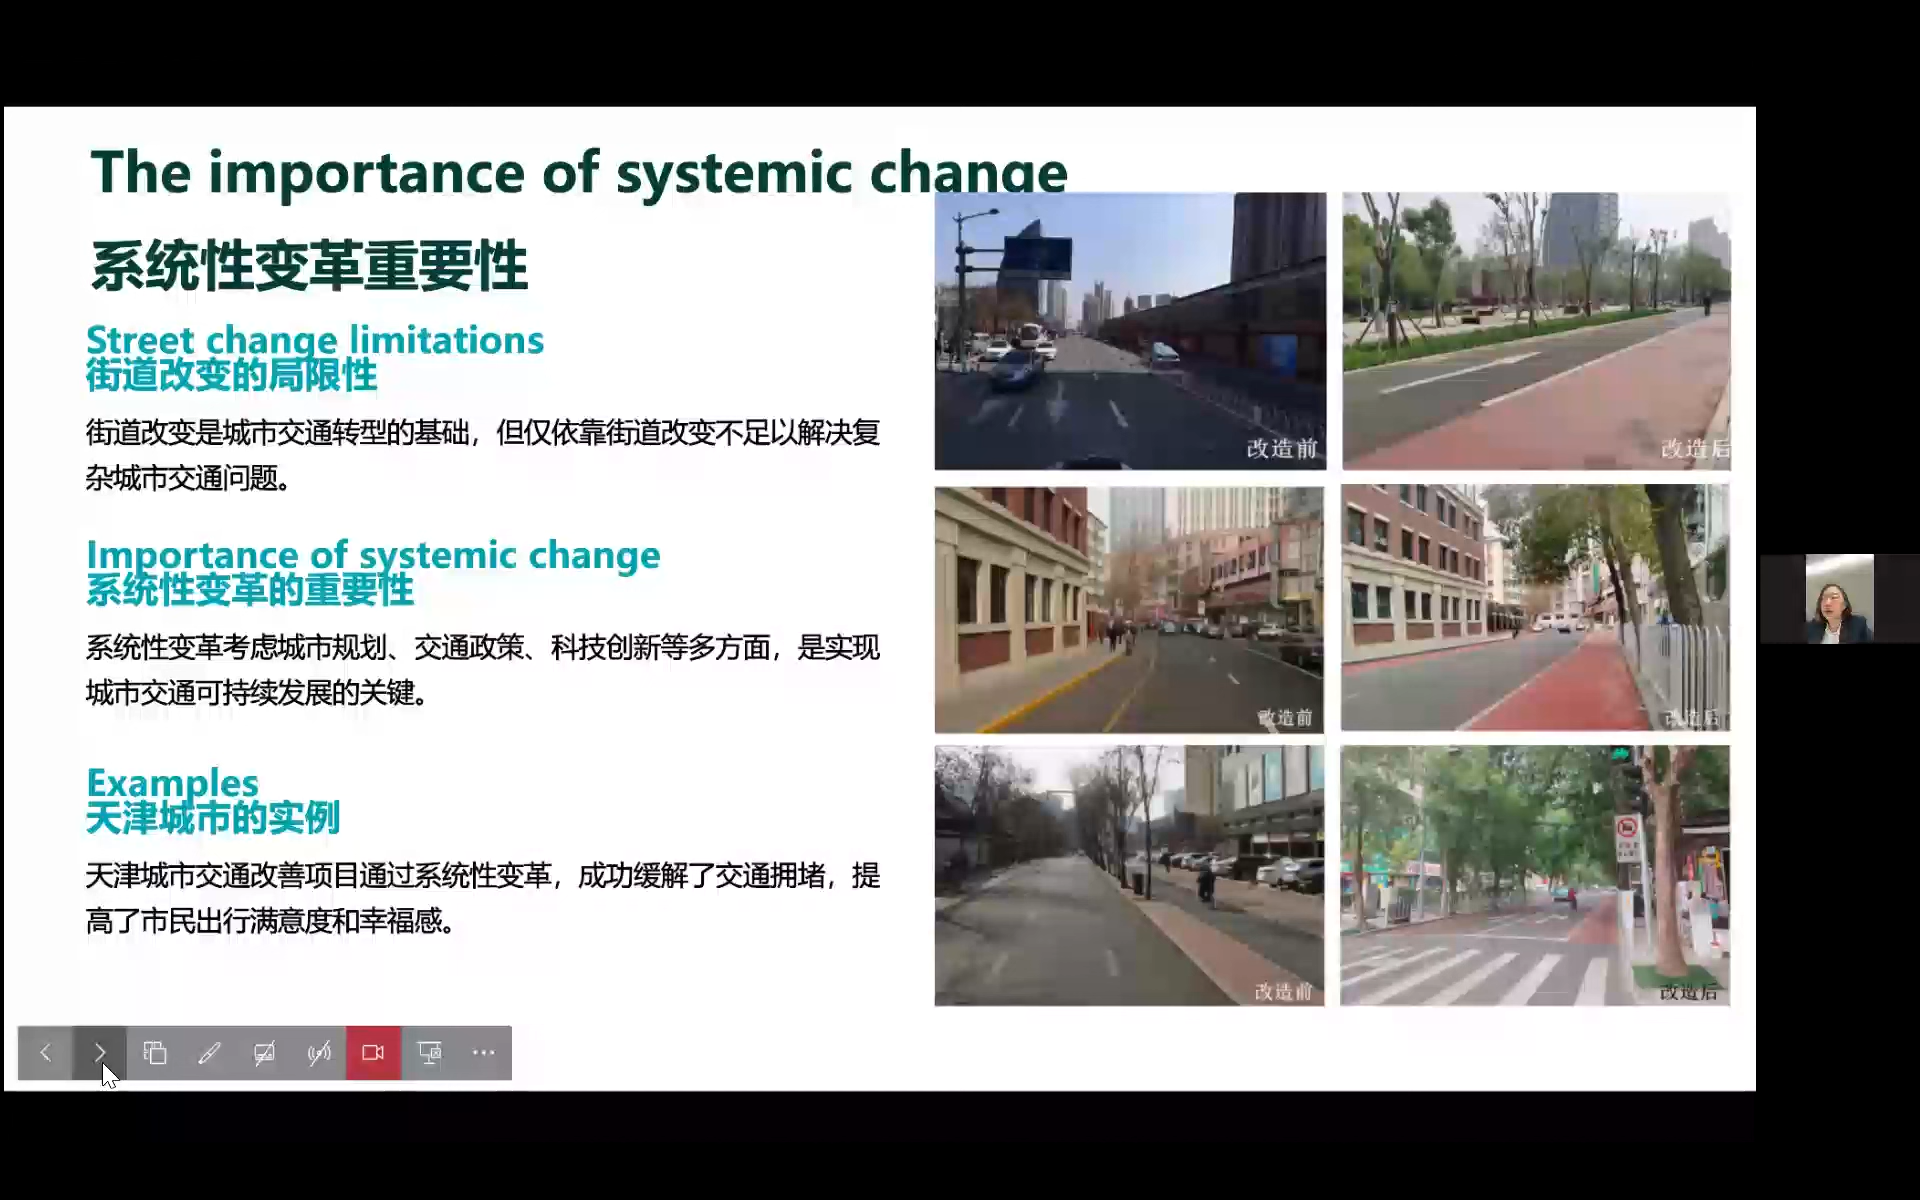 The importance of systemic change
系统性变革重要性
Street change limitations
街道改变的局限性
街道改变是城市交通转型的基础，但仅依靠街道改变不足以解决复
杂城市交通问题。
Importance of systemic change
系统性变革的重要性
系统性变革考虑城市规划、交通政策、科技创新等多方面，是实现
城市交通可持续发展的关键。
Examples
天津城市的实例
天津城市交通改善项目通过系统性变革，成功缓解了交通拥堵，提
高了市民出行满意度和幸福感。
改造前
改造后
改造前
改造后
改造前
改造后